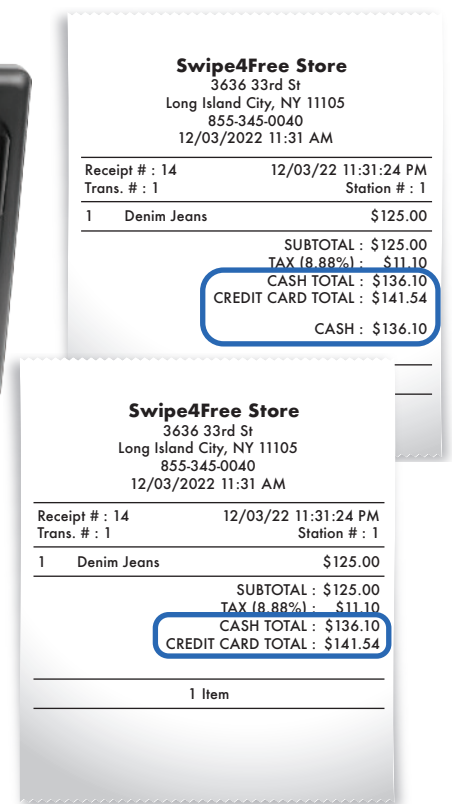 Swipe4Free Store
3636 33rd St
Long Island City, NY 11105
855-345-0040
12/03/2022 11:31 AM
Receipt # : 14 12/03/22 11:31:24 PM
Trans. # : 1 Station # : 1
1 Denim Jeans $125.00
SUBTOTAL : $125.00
TAX (8.88%) : $11.10
CASH TOTAL : $136.10
CREDIT CARD TOTAL : $141.54
CASH : $136.10
Swipe4Free Store
3636 33rd St
Long Island City, NY 11105
855-345-0040
12/03/2022 11:31 AM
Receipt # : 14 12/03/22 11:31:24 PM
Trans. # : 1 Station # : 1
1 Denim Jeans $125.00
SUBTOTAL : $125.00
TAX (8.88%) : $11.10
CASH TOTAL : $136.10
CREDIT CARD TOTAL : $141.54
1 Item